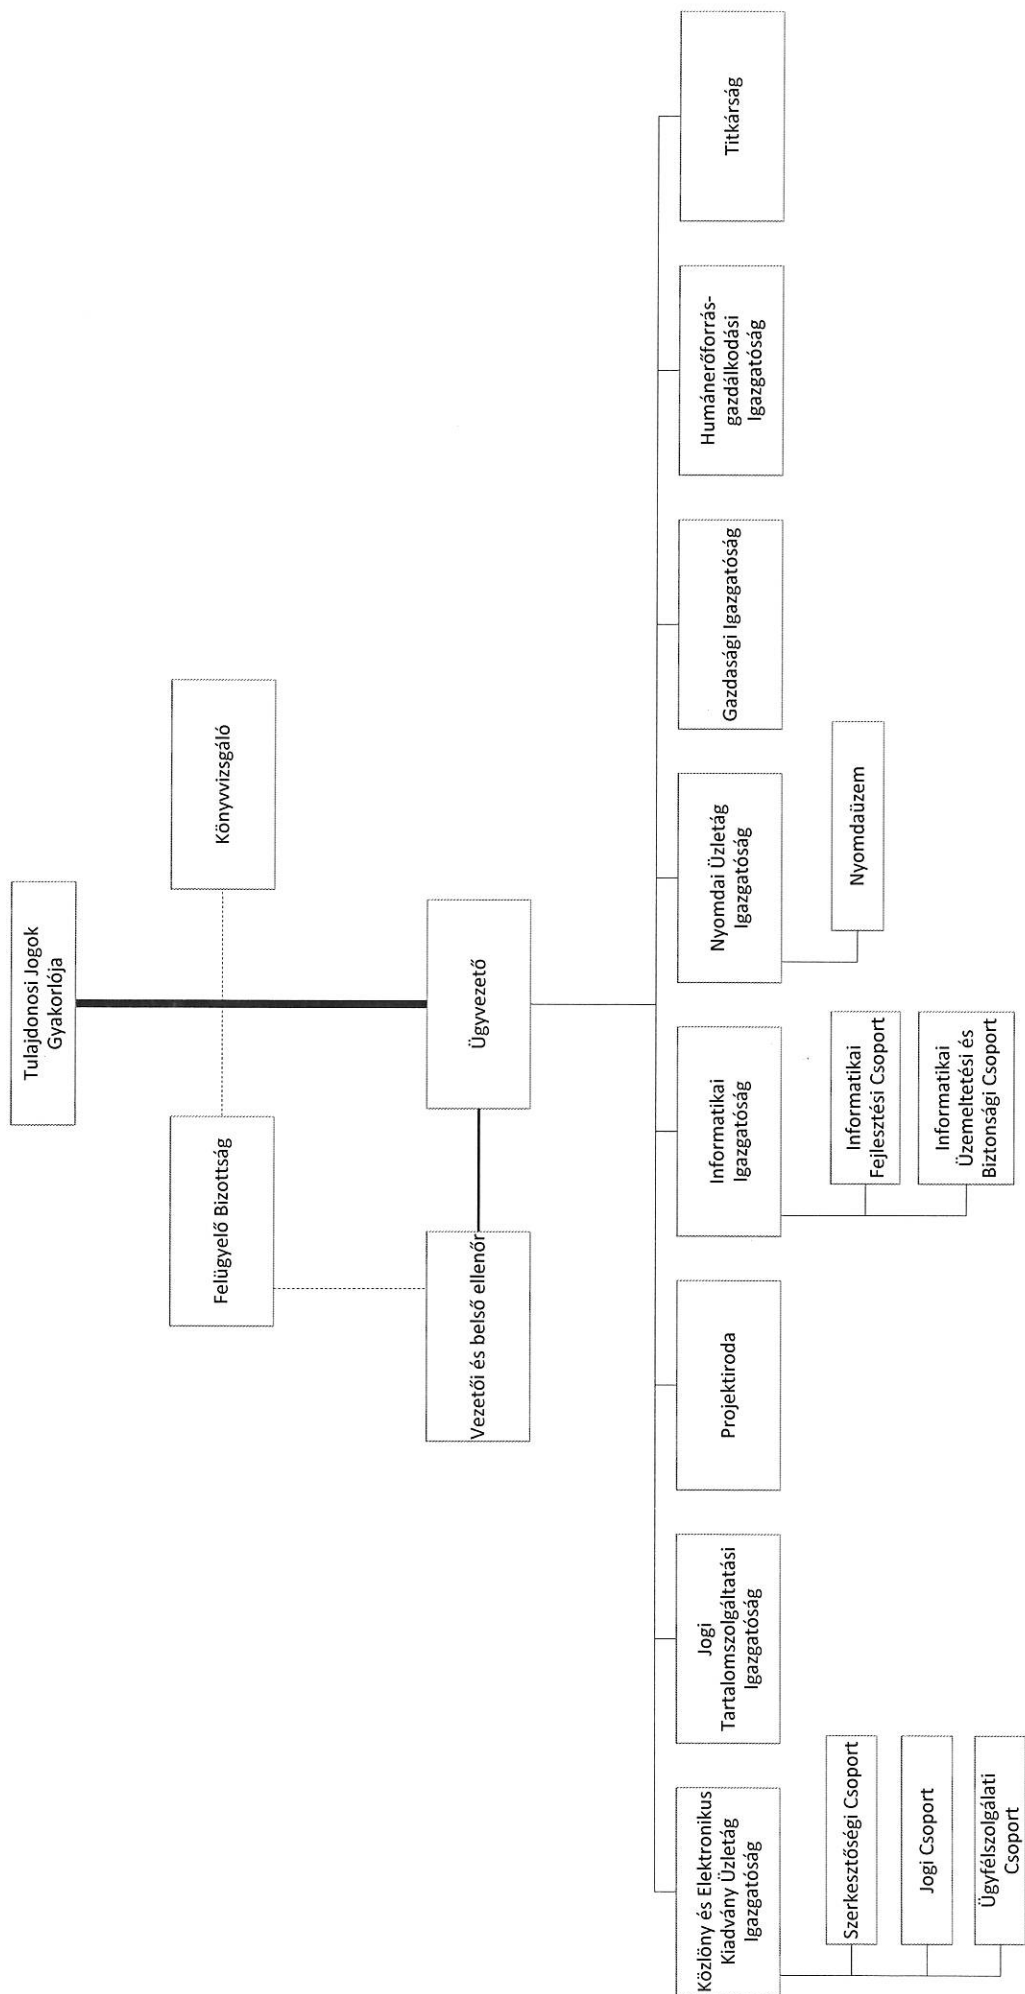 Tulajdonosi Jogok
Gyakorlója
Felügyelő Bizottság
Könyvvizsgáló
Vezetői és belső ellenőr
Ügyvezető
Közlöny és Elektronikus
Kiadvány Üzletág
Igazgatóság
Szerkesztőségi Csoport
Jogi Csoport
Ügyfélszolgálati
Csoport
Jogi
Tartalomszolgáltatási
Igazgatóság
Projektiroda
Informatikai
Igazgatóság
Informatikai
Fejlesztési Csoport
Informatikai
Üzemeltetési és
Biztonsági Csoport
Nyomdai Üzletág
Igazgatóság
Nyomdaüzem
Gazdasági Igazgatóság
Humánerőforrás-
gazdálkodási
Igazgatóság
Titkárság